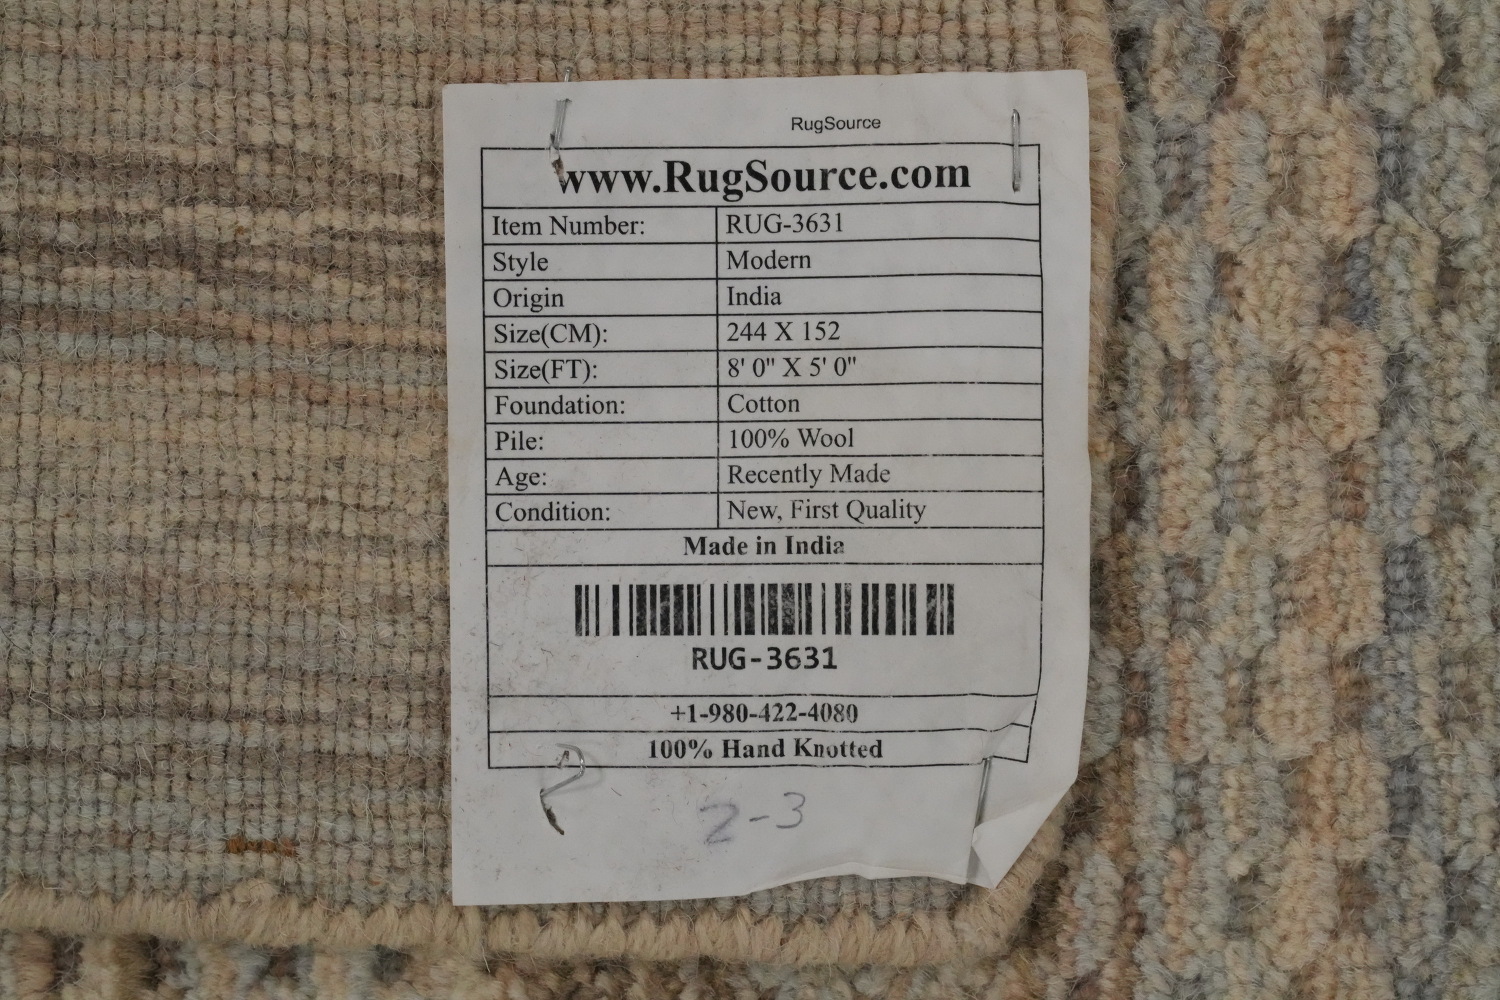 RugSource
www.RugSource.com
Item Number: RUG-3631
Style Modern
Origin India
Size(CM): 244 X 152
Size(FT): 8' 0" X 5' 0"
Foundation: Cotton
Pile: 100% Wool
Age: Recently Made
Condition: New, First Quality
Made in India
RUG-3631
+1-980-422-4080
100% Hand Knotted
2-3